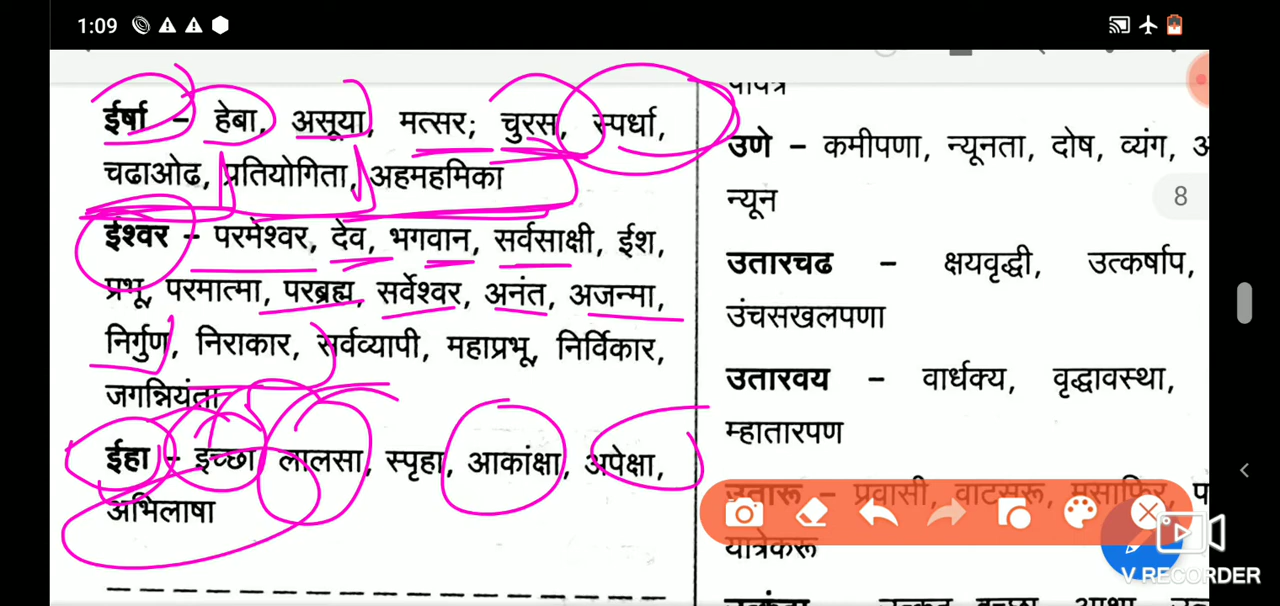 1:09
ईर्षा - हेबा, असूया, मत्सर; चुरस, स्पर्धा,
चढाओढ, प्रतियोगिता, अहमहमिका
ईश्वर - परमेश्वर, देव, भगवान, सर्वसाक्षी, ईश,
प्रभू, परमात्मा, परब्रह्म, सर्वेश्वर, अनंत, अजन्मा,
निर्गुण, निराकार, सर्वव्यापी, महाप्रभू, निर्विकार,
जगन्नियंता
ईहा - इच्छा लालसा, स्पृहा, आकांक्षा, अपेक्षा,
अभिलाषा
उणे - कमीपणा, न्यूनता, दोष, व्यंग,
न्यून
8
उतारचढ - क्षयवृद्धी, उत्कर्षाप,
उंचसखलपणा
उतारवय - वार्धक्य, वृद्धावस्था,
म्हातारपण
उतारू - प्रवासी, वाटसरू, मुसाफिर,
यात्रेकरू
V RECORDER